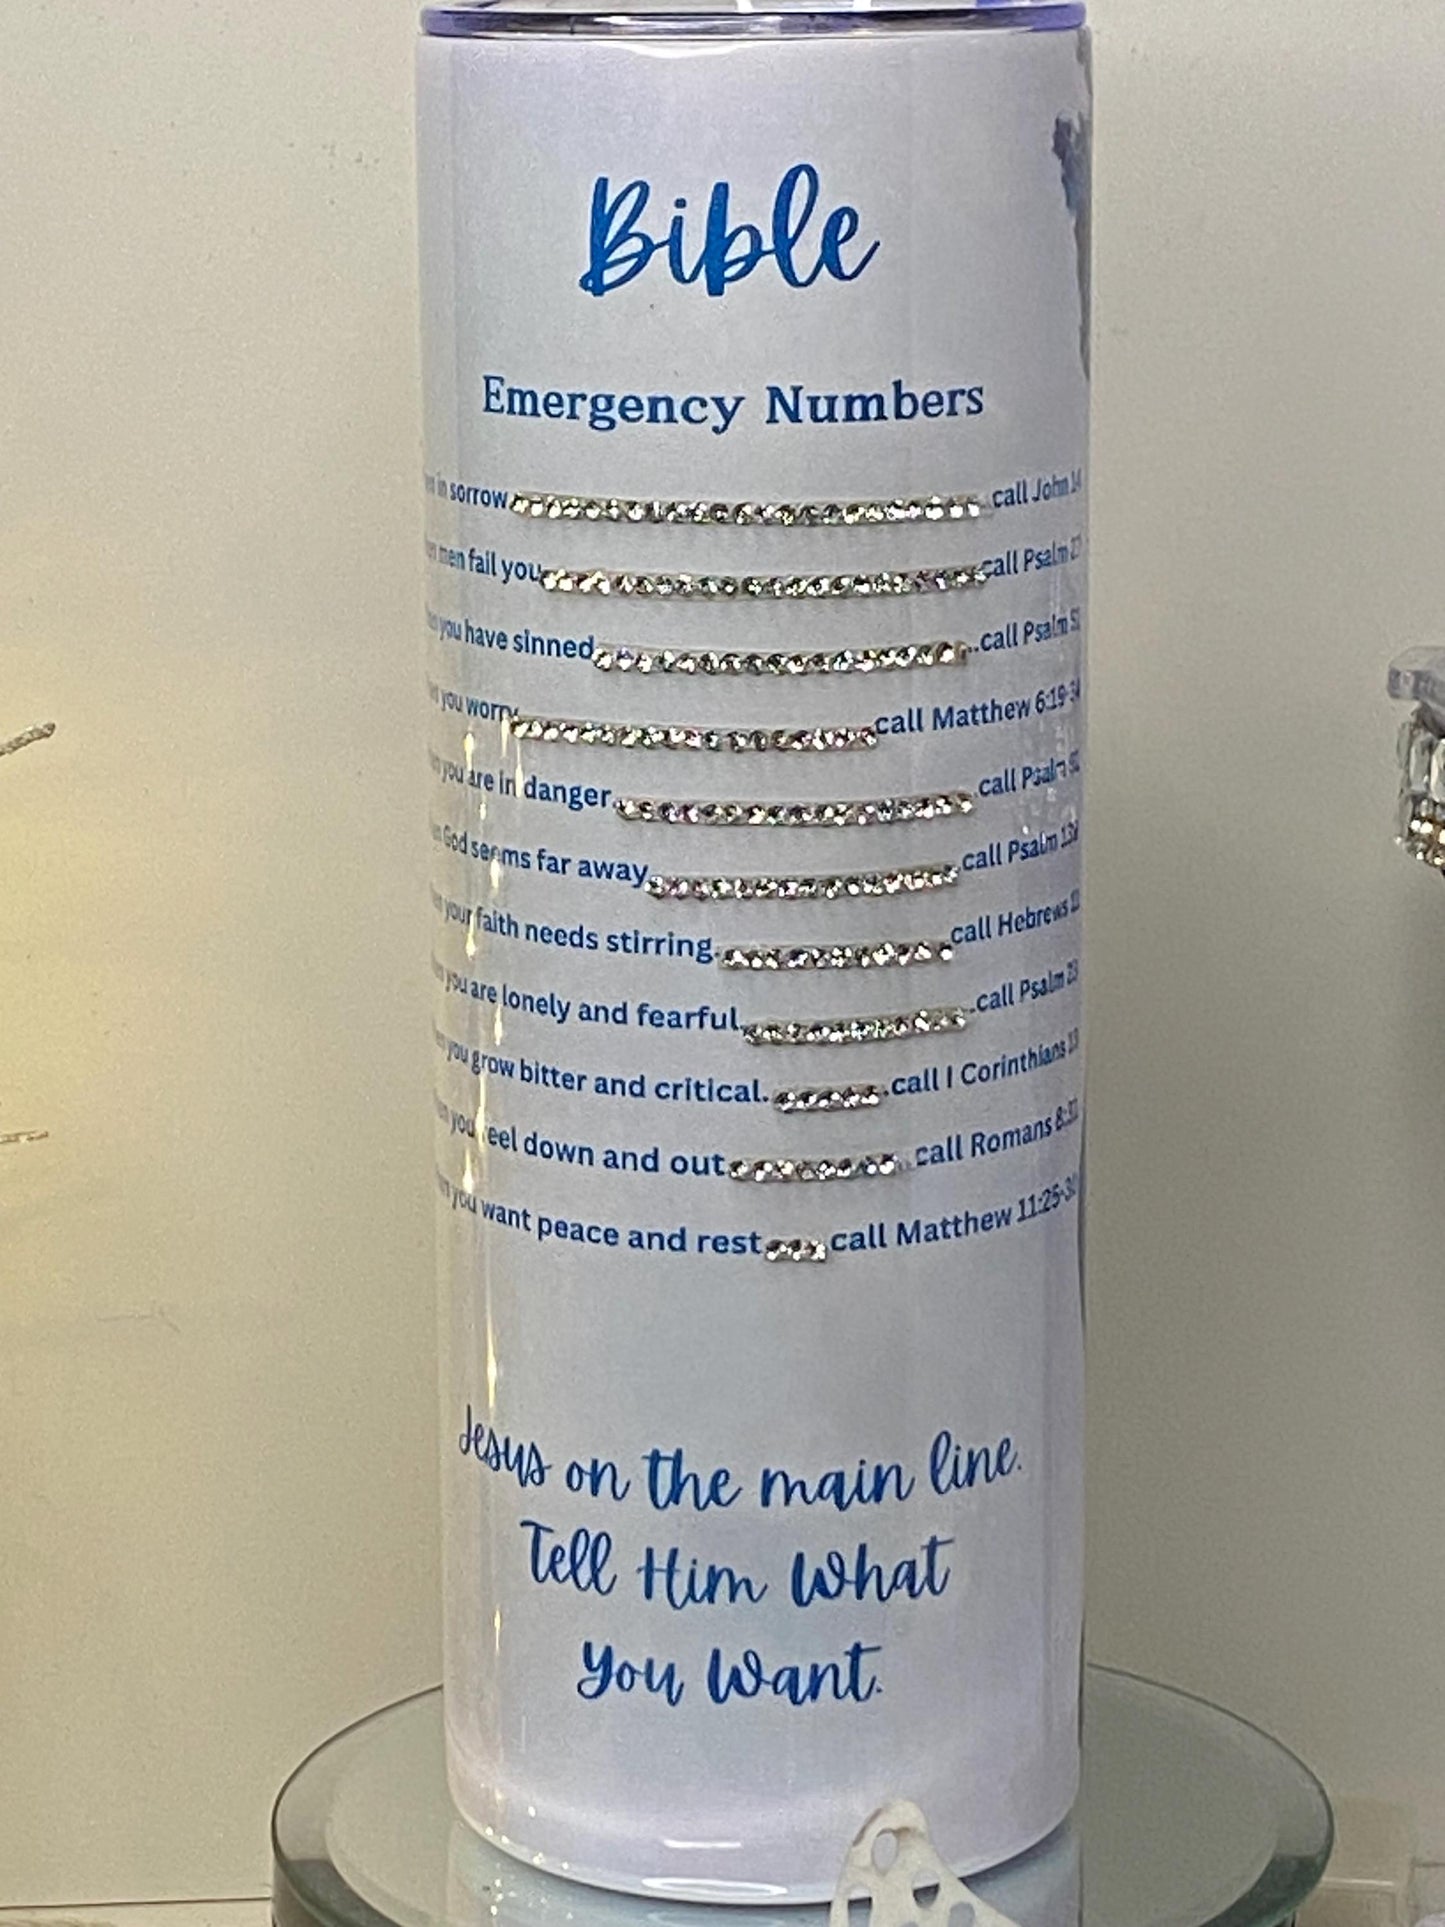 Bible
Emergency Numbers
in sorrow call John 14
men fail you call Psalm 27
you have sinned ..call Psalm 51
you worry call Matthew 6:19-34
you are in danger. .call Psalm
God seems far away call Psalm 139
your faith needs stirring. call Hebrews 11
you are lonely and fearful. .call Psalm 23
you grow bitter and critical. .call I Corinthians 13
you feel down and out. call Romans 8:31
you want peace and rest call Matthew 11:25-30
Jesus on the main line.
Tell Him What
You Want.